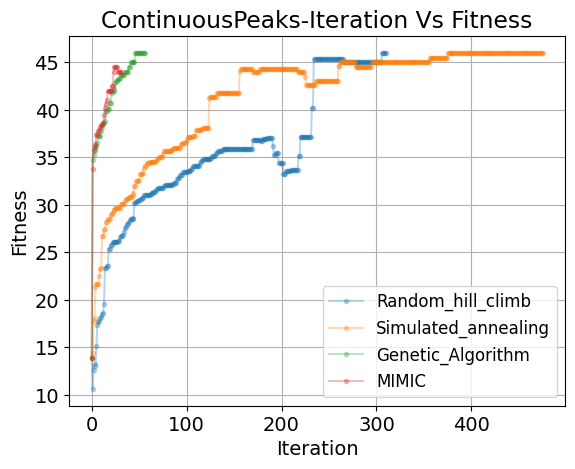 ContinuousPeaks-Iteration Vs Fitness
Fitness
45
40
35
30
25
20
15
10
Random_hill_climb
Simulated_annealing
Genetic_Algorithm
MIMIC
0 100 200 300 400
Iteration